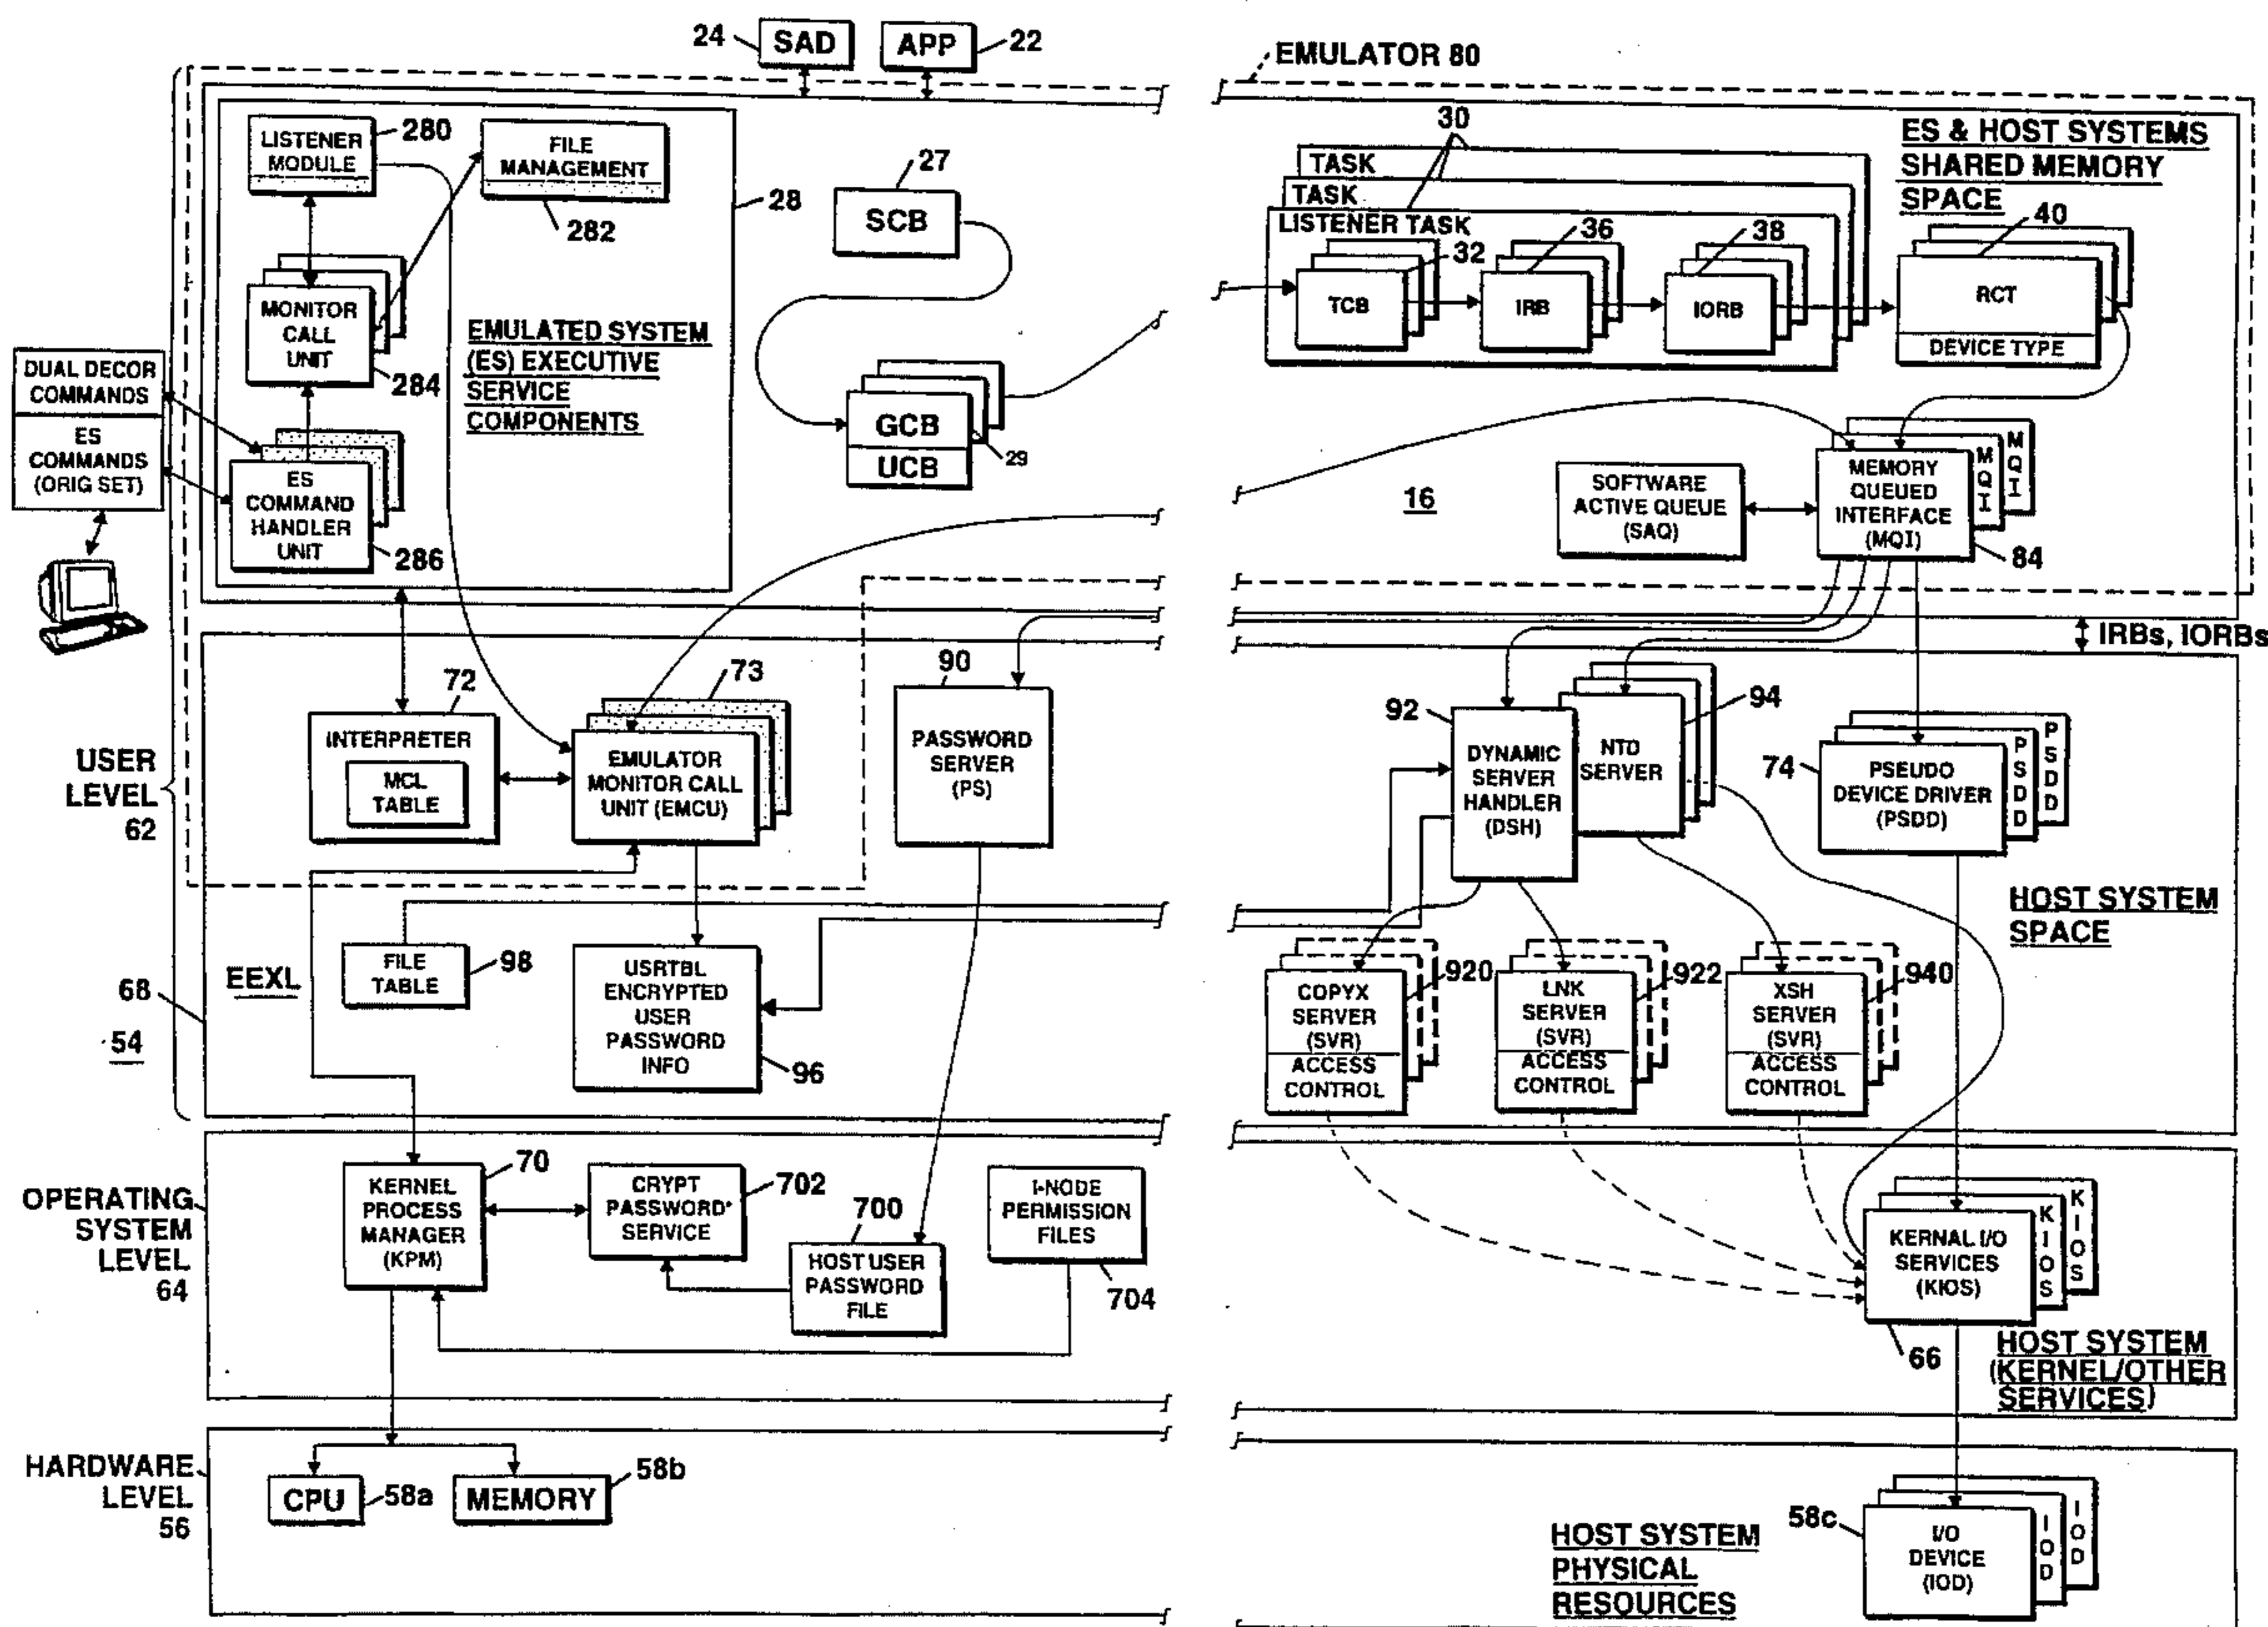 24
SAD
APP
22
EMULATOR 80
280
LISTENER
MODULE
FILE
MANAGEMENT
282
28
MONITOR
CALL
UNIT
284
EMULATED SYSTEM
(ES) EXECUTIVE
SERVICE
COMPONENTS
DUAL DECOR
COMMANDS
ES
COMMANDS
(ORIG SET)
ES
COMMAND
HANDLER
UNIT
286
27
SCB
GCB
UCB
29
30
TASK
TASK
LISTENER TASK
32
TCB
36
IRB
38
IORB
ES & HOST SYSTEMS
SHARED MEMORY
SPACE
40
RCT
DEVICE TYPE
16
SOFTWARE
ACTIVE QUEUE
(SAQ)
MEMORY
QUEUED
INTERFACE
(MQI)
MQI
MQI
84
IRBs, IORBs
USER
LEVEL
62
72
INTERPRETER
MCL
TABLE
73
EMULATOR
MONITOR CALL
UNIT (EMCU)
90
PASSWORD
SERVER
(PS)
92
DYNAMIC
SERVER
HANDLER
(DSH)
94
NTD
SERVER
74
PSEUDO
DEVICE DRIVER
(PSDD)
PSDD
PSDD
HOST SYSTEM
SPACE
68
54
EEXL
FILE
TABLE
98
USRTBL
ENCRYPTED
USER
PASSWORD
INFO
96
COPYX
SERVER
(SVR)
ACCESS
CONTROL
920
LNK
SERVER
(SVR)
ACCESS
CONTROL
922
XSH
SERVER
(SVR)
ACCESS
CONTROL
940
OPERATING
SYSTEM
LEVEL
64
70
KERNEL
PROCESS
MANAGER
(KPM)
CRYPT
PASSWORD*
SERVICE
702
700
HOST USER
PASSWORD
FILE
I-NODE
PERMISSION
FILES
704
KERNAL I/O
SERVICES
(KIOS)
KIOS
KIOS
66
HOST SYSTEM
(KERNEL/OTHER
SERVICES)
HARDWARE
LEVEL
56
CPU
58a
MEMORY
58b
HOST SYSTEM
PHYSICAL
RESOURCES
58c
I/O
DEVICE
(IOD)
IOD
IOD